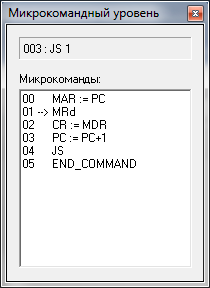 Микрокомандный уровень
003 : JS 1
Микрокоманды:
00 MAR := PC
01 --> MRd
02 CR := MDR
03 PC := PC+1
04 JS
05 END_COMMAND